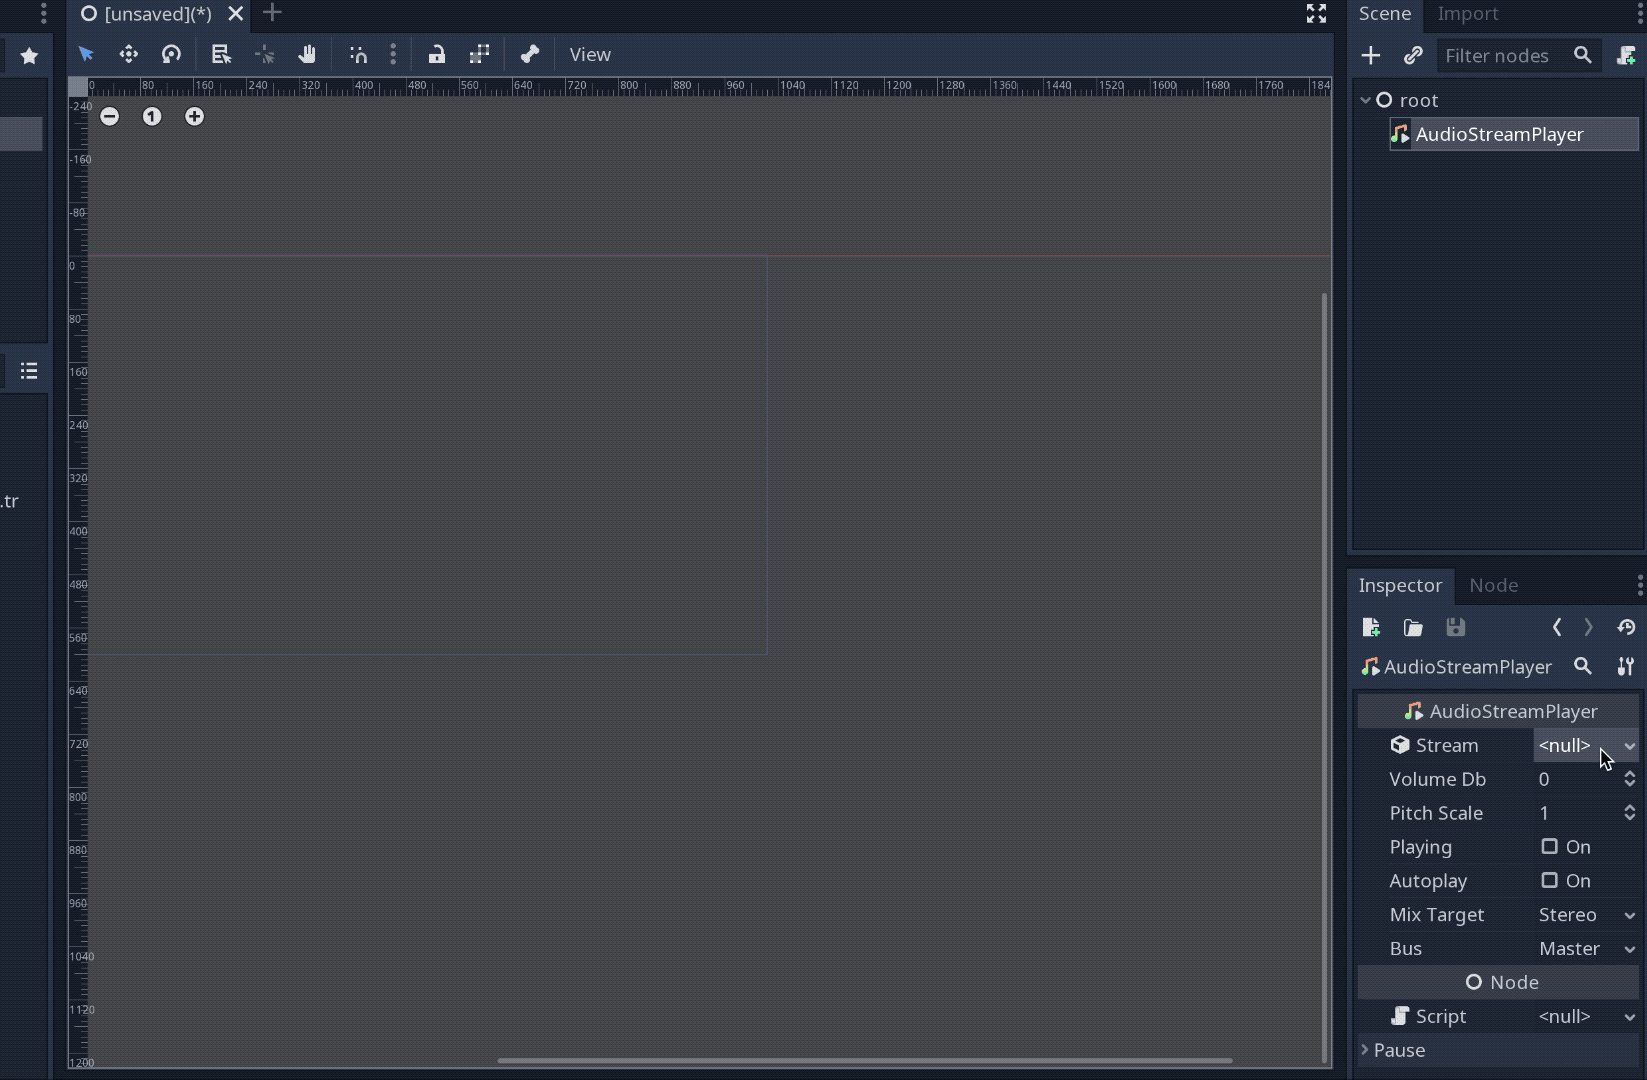 [unsaved](*)
View
0 80 160 240 320 400 480 560 640 720 800 880 960 1040 1120 1200 1280 1360 1440 1520 1600 1680 1760 184
-240
1
-160
-80
0
80
160
240
320
400
480
560
640
720
800
880
960
1040
1120
1200
.tr
Scene Import
Filter nodes
root
AudioStreamPlayer
Inspector Node
AudioStreamPlayer
AudioStreamPlayer
Stream <null>
Volume Db 0
Pitch Scale 1
Playing On
Autoplay On
Mix Target Stereo
Bus Master
Node
Script <null>
Pause